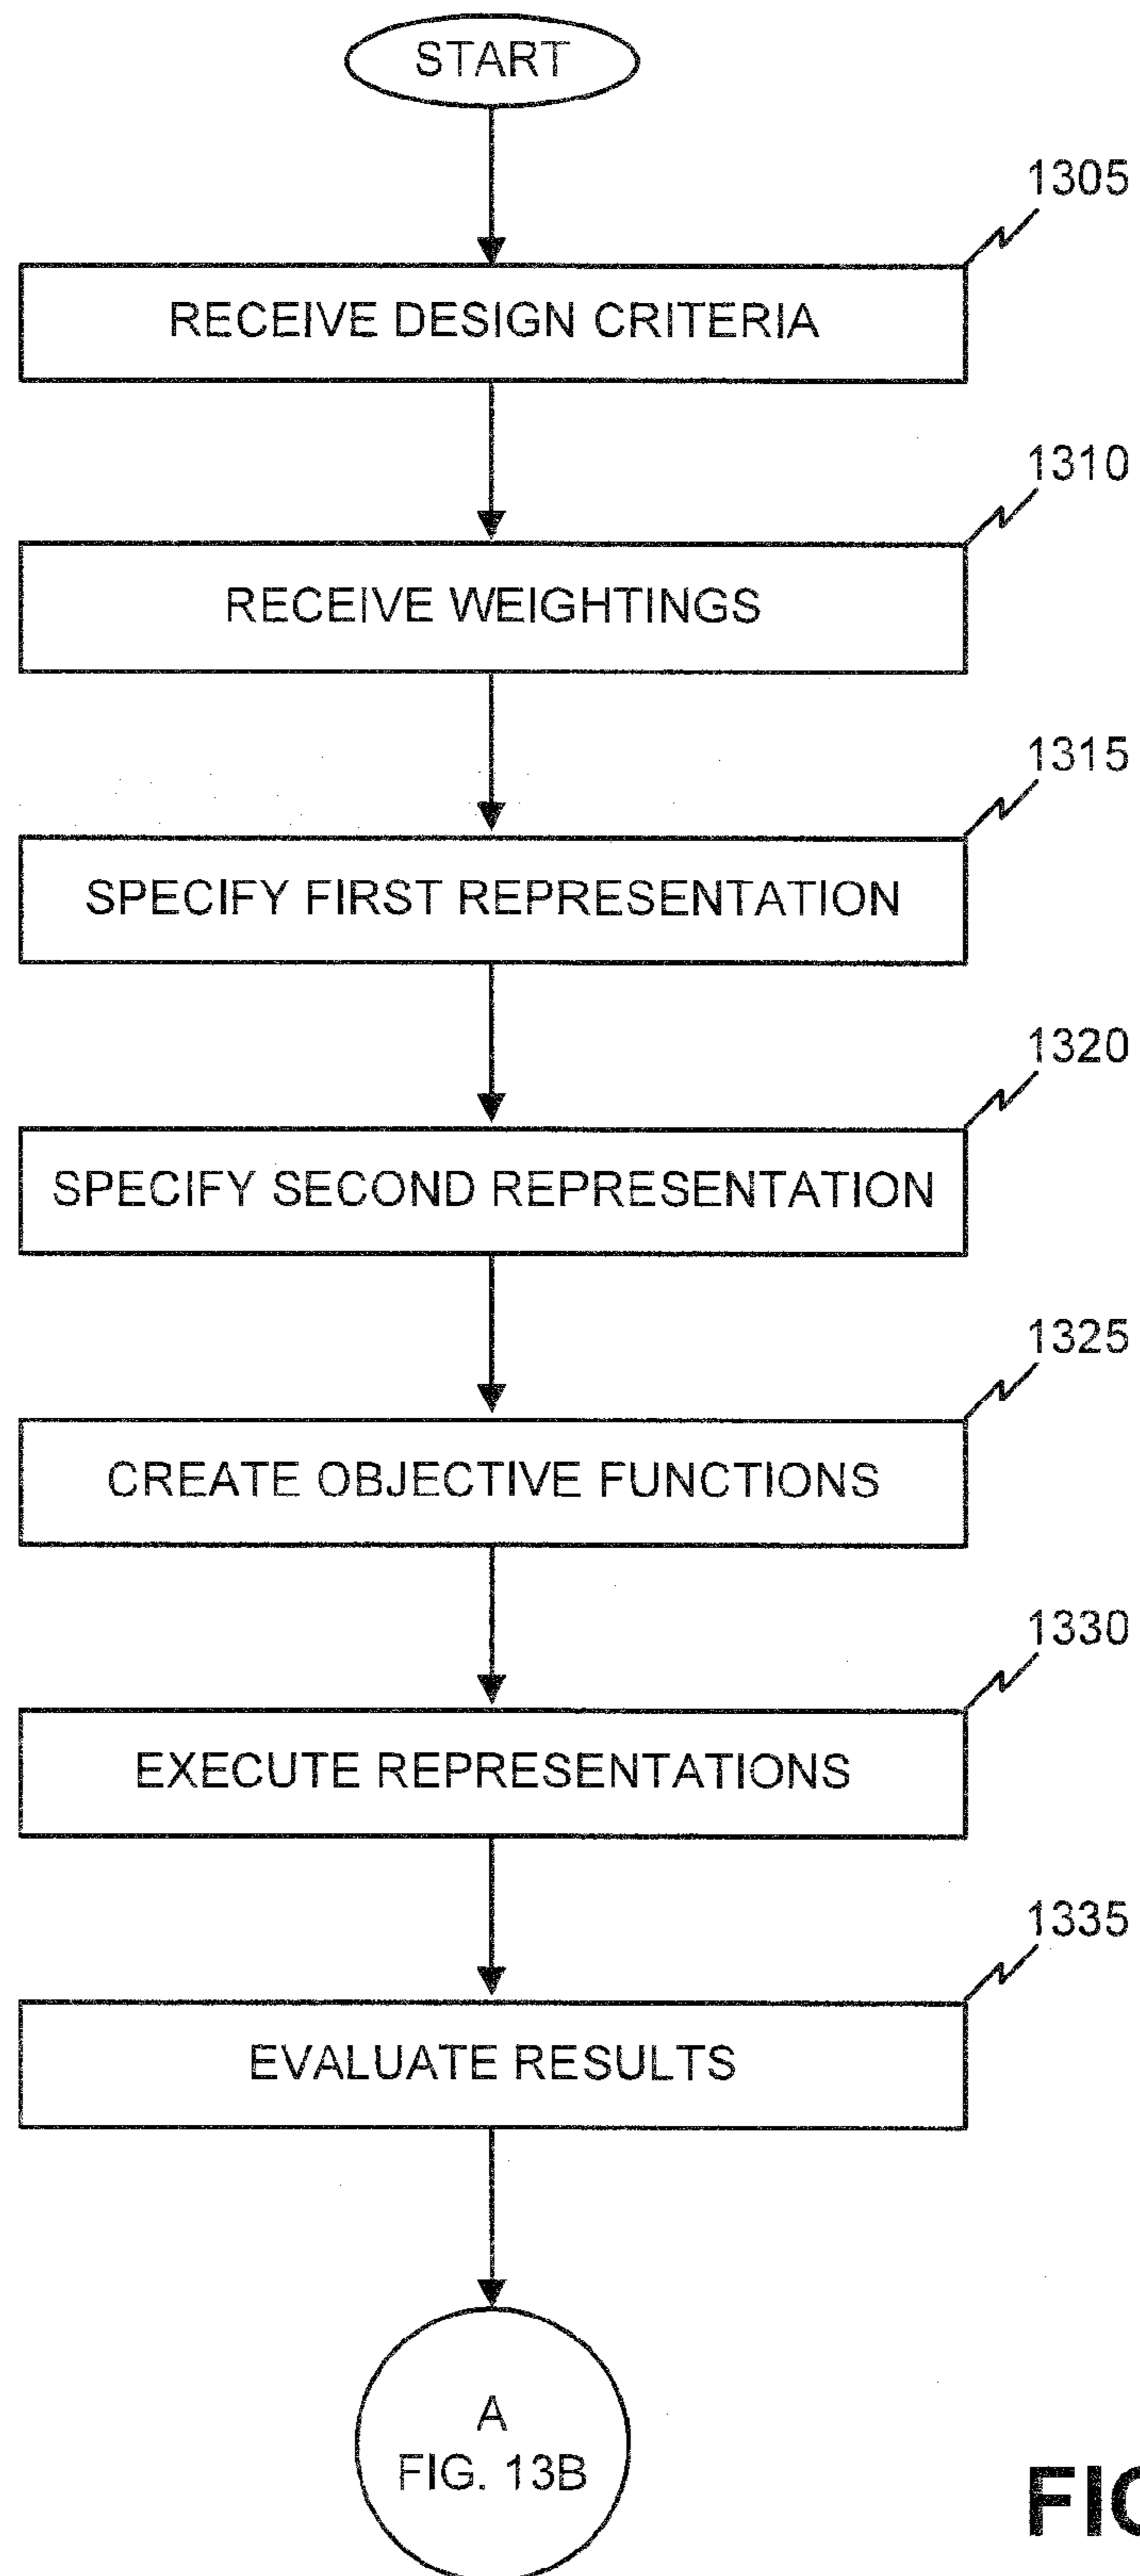 START
1305
RECEIVE DESIGN CRITERIA
1310
RECEIVE WEIGHTINGS
1315
SPECIFY FIRST REPRESENTATION
1320
SPECIFY SECOND REPRESENTATION
1325
CREATE OBJECTIVE FUNCTIONS
1330
EXECUTE REPRESENTATIONS
1335
EVALUATE RESULTS
A
FIG. 13B